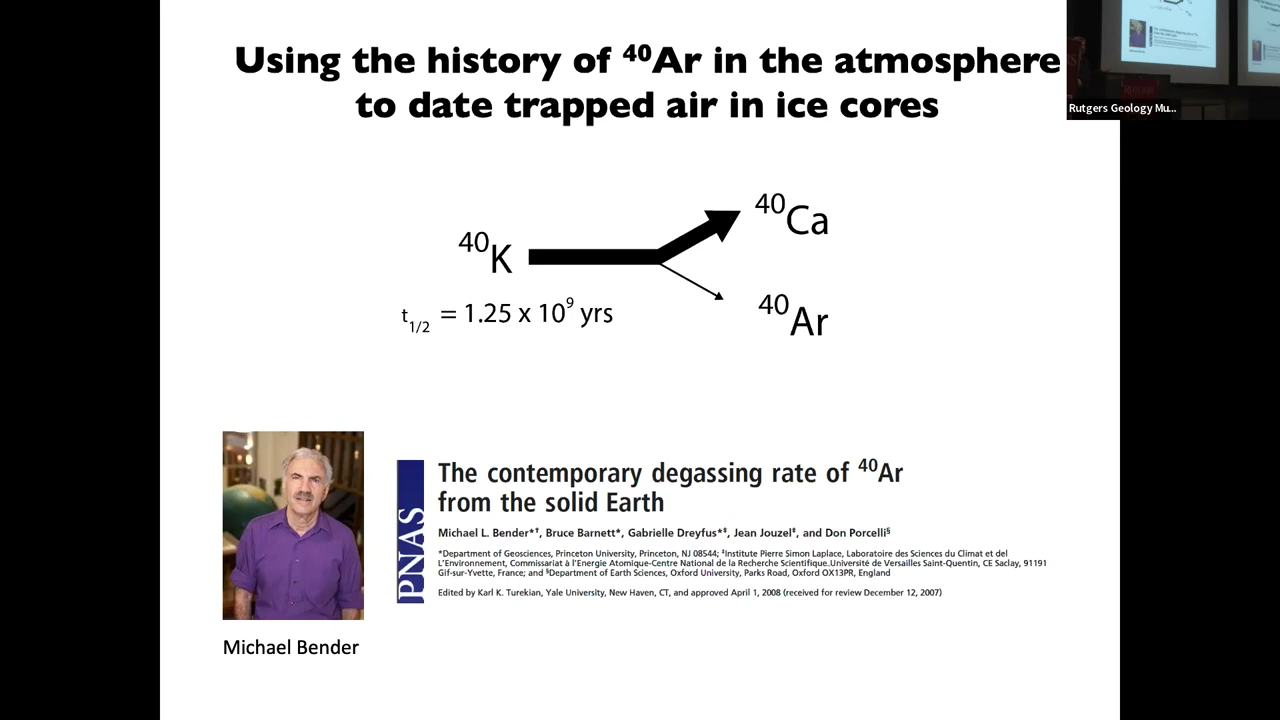 Using the history of ⁴⁰Ar in the atmosphere
to date trapped air in ice cores
Rutgers Geology Mu...
⁴⁰K
t₁/₂ = 1.25 x 10⁹ yrs
⁴⁰Ca
⁴⁰Ar
Michael Bender
PNAS
The contemporary degassing rate of ⁴⁰Ar
from the solid Earth
Michael L. Bender*†, Bruce Barnett*, Gabrielle Dreyfus*‡, Jean Jouzel‡, and Don Porcelli§
*Department of Geosciences, Princeton University, Princeton, NJ 08544; ‡Institute Pierre Simon Laplace, Laboratoire des Sciences du Climat et del
L'Environnement, Commissariat à l'Energie Atomique-Centre National de la Recherche Scientifique.Université de Versailles Saint-Quentin, CE Saclay, 91191
Gif-sur-Yvette, France; and §Department of Earth Sciences, Oxford University, Parks Road, Oxford OX13PR, England
Edited by Karl K. Turekian, Yale University, New Haven, CT, and approved April 1, 2008 (received for review December 12, 2007)